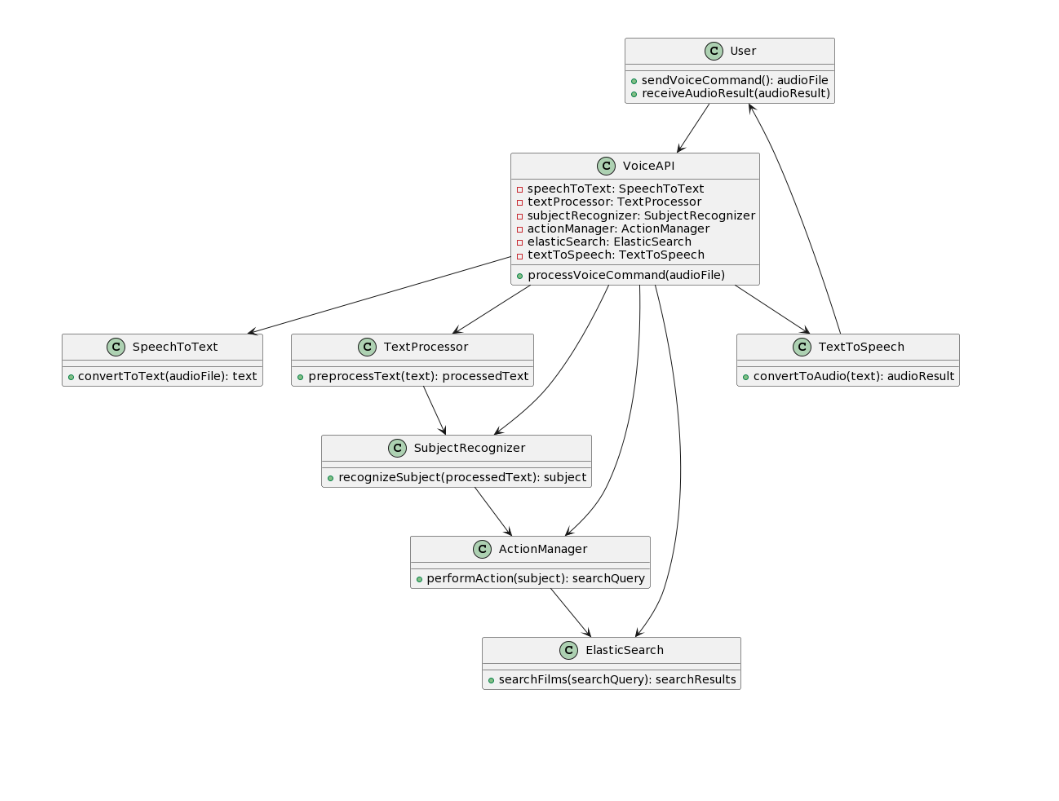 C User
sendVoiceCommand(): audioFile
receiveAudioResult(audioResult)
C VoiceAPI
speechToText: SpeechToText
textProcessor: TextProcessor
subjectRecognizer: SubjectRecognizer
actionManager: ActionManager
elasticSearch: ElasticSearch
textToSpeech: TextToSpeech
processVoiceCommand(audioFile)
C SpeechToText
convertToText(audioFile): text
C TextProcessor
preprocessText(text): processedText
C TextToSpeech
convertToAudio(text): audioResult
C SubjectRecognizer
recognizeSubject(processedText): subject
C ActionManager
performAction(subject): searchQuery
C ElasticSearch
searchFilms(searchQuery): searchResults